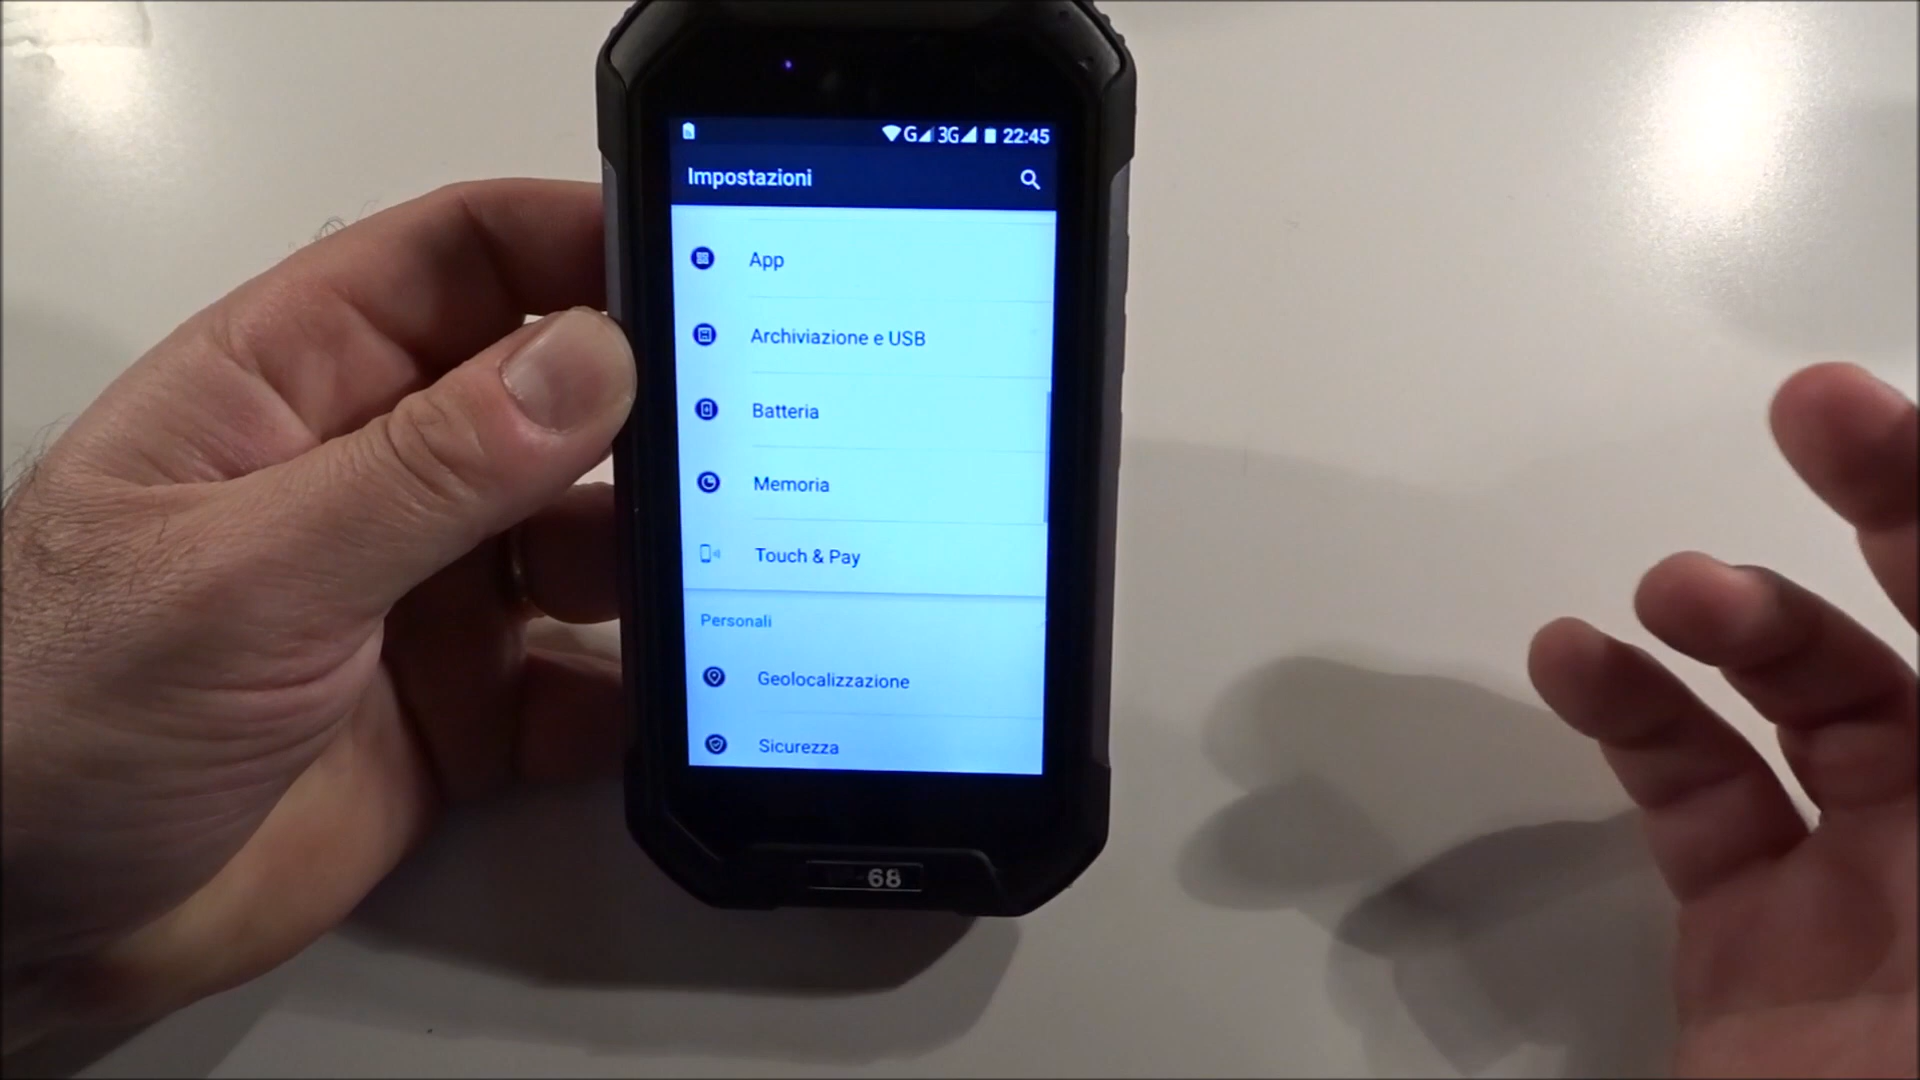 G 3G 22:45
Impostazioni
App
Archiviazione e USB
Batteria
Memoria
Touch & Pay
Personali
Geolocalizzazione
Sicurezza
68